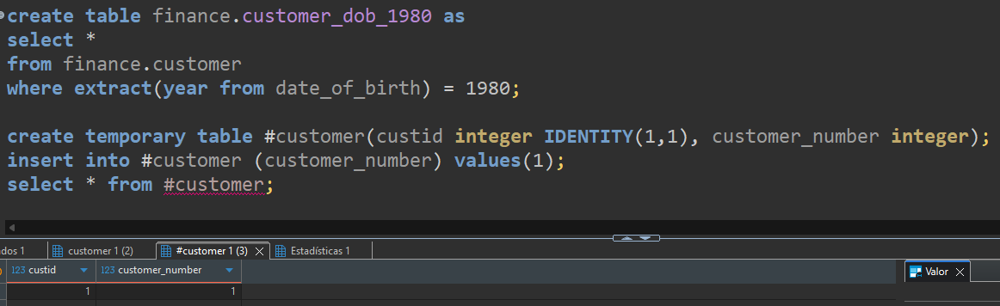 create table finance.customer_dob_1980 as
select *
from finance.customer
where extract(year from date_of_birth) = 1980;
create temporary table #customer(custid integer IDENTITY(1,1), customer_number integer);
insert into #customer (customer_number) values(1);
select * from #customer;
dos 1 customer 1 (2) #customer 1 (3) Estadísticas 1
123 custid 123 customer_number Valor
1 1